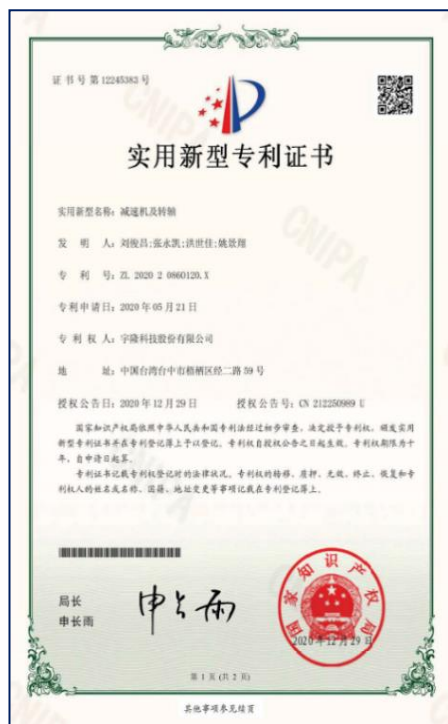 证书号第12245383号
CNIPA
实用新型专利证书
实用新型名称：减速机及转轴
发明人：刘俊昌;张永凯;洪世佳;姚景翔
专利号：ZL 2020 2 0860120.X
专利申请日：2020年05月21日
专利权人：宇隆科技股份有限公司
地址：中国台湾台中市梧栖区经二路59号
授权公告日：2020年12月29日 授权公告号：CN 212250989 U
国家知识产权局依照中华人民共和国专利法经过初步审查，决定授予专利权，颁发实用
新型专利证书并在专利登记簿上予以登记。专利权自授权公告之日起生效。专利权期限为十
年，自申请日起算。
专利证书记载专利权登记时的法律状况。专利权的转移、质押、无效、终止、恢复和专
利权人的姓名或名称、国籍、地址变更等事项记载在专利登记簿上。
局长
申长雨
申长雨
国家知识产权局
2020年12月29日
第1页(共2页)
其他事项参见续页